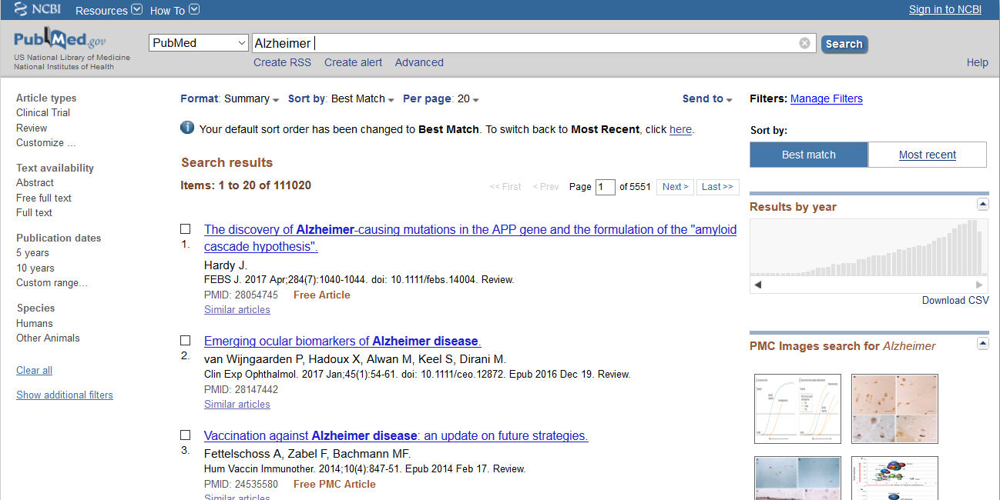 NCBI Resources How To Sign in to NCBI
PubMed.gov
US National Library of Medicine
National Institutes of Health
PubMed Alzheimer Search
Create RSS Create alert Advanced Help
Article types
Clinical Trial
Review
Customize ...
Text availability
Abstract
Free full text
Full text
Publication dates
5 years
10 years
Custom range...
Species
Humans
Other Animals
Clear all
Show additional filters
Format: Summary Sort by: Best Match Per page: 20 Send to
Your default sort order has been changed to Best Match. To switch back to Most Recent, click here.
Search results
Items: 1 to 20 of 111020
<< First < Prev Page 1 of 5551 Next > Last >>
The discovery of Alzheimer-causing mutations in the APP gene and the formulation of the "amyloid
1. cascade hypothesis".
Hardy J.
FEBS J. 2017 Apr;284(7):1040-1044. doi: 10.1111/febs.14004. Review.
PMID: 28054745 Free Article
Similar articles
Emerging ocular biomarkers of Alzheimer disease.
2. van Wijngaarden P, Hadoux X, Alwan M, Keel S, Dirani M.
Clin Exp Ophthalmol. 2017 Jan;45(1):54-61. doi: 10.1111/ceo.12872. Epub 2016 Dec 19. Review.
PMID: 28147442
Similar articles
Vaccination against Alzheimer disease: an update on future strategies.
3. Fettelschoss A, Zabel F, Bachmann MF.
Hum Vaccin Immunother. 2014;10(4):847-51. Epub 2014 Feb 17. Review.
PMID: 24535580 Free PMC Article
Similar articles
Filters: Manage Filters
Sort by:
Best match Most recent
Results by year
Download CSV
PMC Images search for Alzheimer